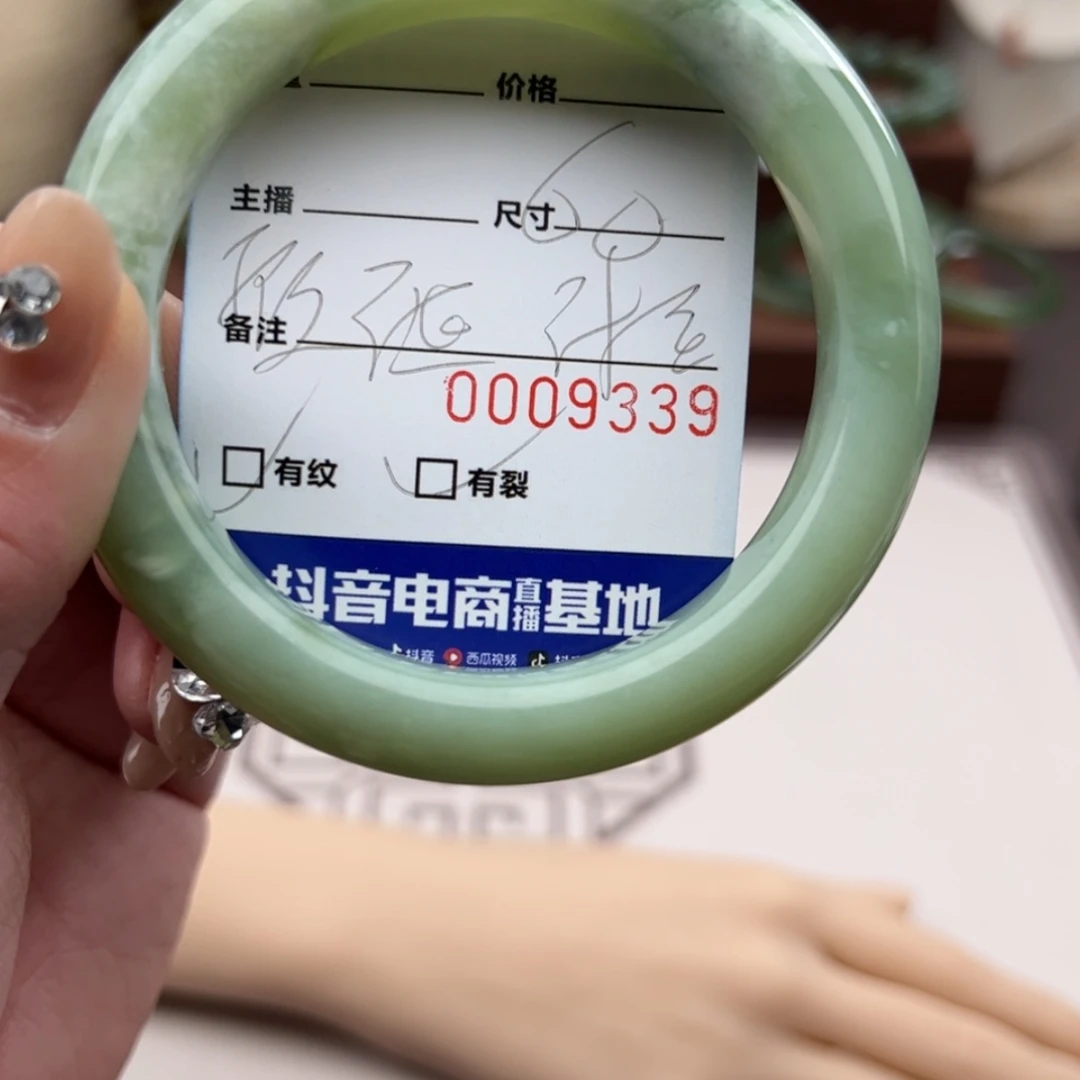 价格
主播 尺寸 60
备注
0009339
有纹 有裂
抖音电商直播基地
抖音 西瓜视频